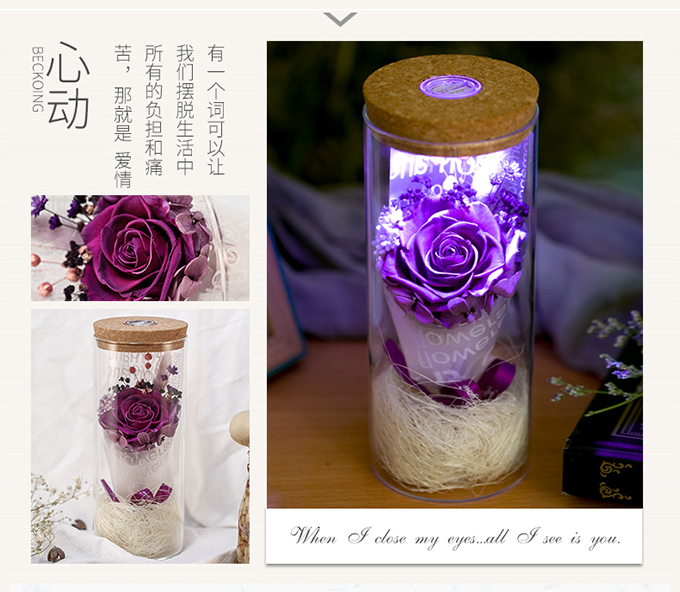 心动
BECKOING
有一个词可以让
我们摆脱生活中
所有的负担和痛
苦，那就是 爱情
When I close my eyes...all I see is you.